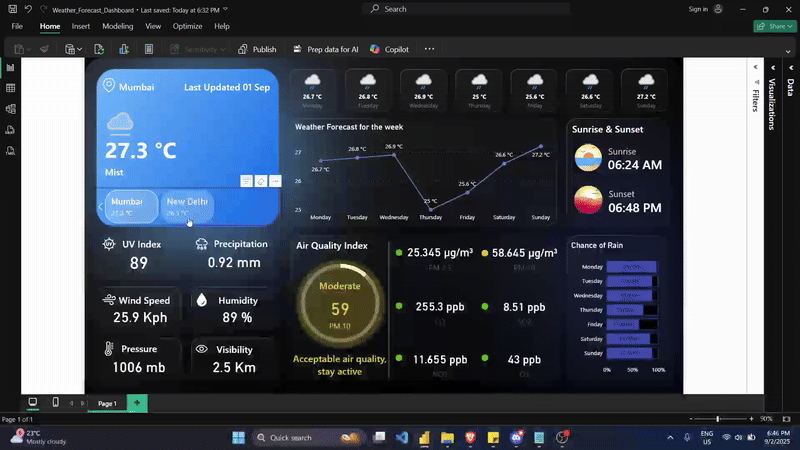 Weather_Forecast_Dashboard • Last saved: Today at 6:32 PM
Search
Sign in
File Home Insert Modeling View Optimize Help
Share
Sensitivity
Publish
Prep data for AI
Copilot
Mumbai
Last Updated 01 Sep
27.3 °C
Mist
Mumbai
27.3 °C
New Delhi
26.7 °C
Monday
26.8 °C
Tuesday
26.9 °C
Wednesday
25 °C
Thursday
25.6 °C
Friday
26.6 °C
Saturday
27.2 °C
Sunday
Weather Forecast for the week
27
26
25
26.7 °C
26.8 °C
26.9 °C
25 °C
25.6 °C
26.6 °C
27.2 °C
Monday Tuesday Wednesday Thursday Friday Saturday Sunday
Sunrise & Sunset
Sunrise
06:24 AM
Sunset
06:48 PM
UV Index
89
Precipitation
0.92 mm
Wind Speed
25.9 Kph
Humidity
89 %
Pressure
1006 mb
Visibility
2.5 Km
Air Quality Index
Moderate
59
PM 10
Acceptable air quality,
stay active
25.345 µg/m³
58.645 µg/m³
255.3 ppb
8.51 ppb
11.655 ppb
43 ppb
Chance of Rain
Monday
Tuesday
Wednesday
Thursday
Friday
Saturday
Sunday
0% 50% 100%
Filters
Visualizations
Data
Page 1
Page 1 of 1
90%
23°C
Mostly cloudy
Quick search
ENG
US
6:46 PM
9/2/2025